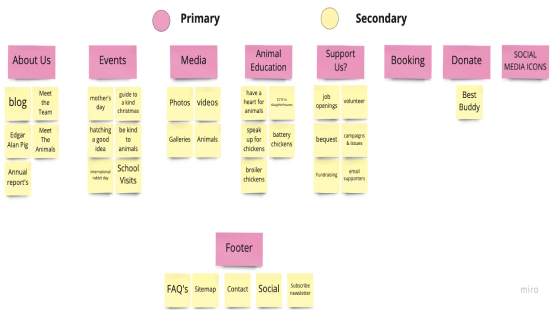 Primary
Secondary
About Us
Events
Media
Animal
Education
Support
Us?
Booking
Donate
SOCIAL
MEDIA ICONS
blog
Meet
the
Team
Edgar
Alan Pig
Meet
The
Animals
Annual
report's
mother's
day
guide to
a kind
christmas
hatching
a good
idea
be kind
to
animals
international
rabbit day
School
Visits
Photos
videos
Galleries
Animals
have a
heart for
animals
CCTV in
slaughterhouses
speak
up for
chickens
battery
chickens
broiler
chickens
job
openings
volunteer
bequest
campaigns
& issues
Fundraising
email
supporters
Best
Buddy
Footer
FAQ's
Sitemap
Contact
Social
Subscribe
newsletter
miro